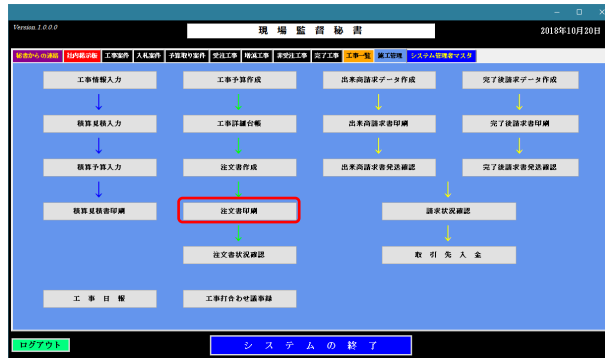 Version 1.0.0.0
現場監督秘書
2018年10月20日
秘書からの連絡 社内掲示板 工事案件 入札案件 予算取り案件 受注工事 増減工事 非受注工事 完了工事 工事一覧 施工管理 システム管理者マスタ
工事情報入力 工事予算作成 出来高請求データ作成 完了後請求データ作成
積算見積入力 工事詳細台帳 出来高請求書印刷 完了後請求書印刷
積算予算入力 注文書作成 出来高請求書発送確認 完了後請求書発送確認
積算見積書印刷 注文書印刷 請求状況確認
注文書状況確認 取引先入金
工事日報 工事打合わせ議事録
ログアウト システムの終了